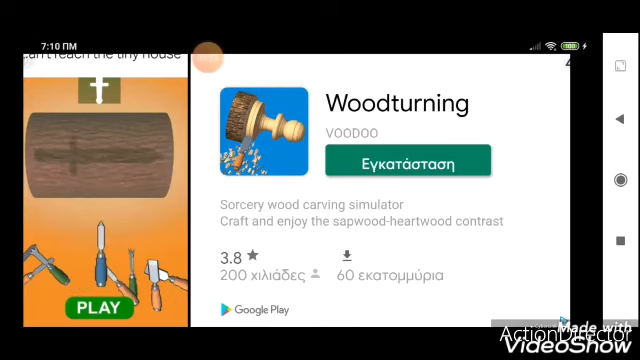 7:10 ΠΜ
can't reach the tiny house
Woodturning
VOODOO
Εγκατάσταση
Sorcery wood carving simulator
Craft and enjoy the sapwood-heartwood contrast
3.8
200 χιλιάδες
60 εκατομμύρια
PLAY
Google Play
Made with
ActionDirector
VideoShow